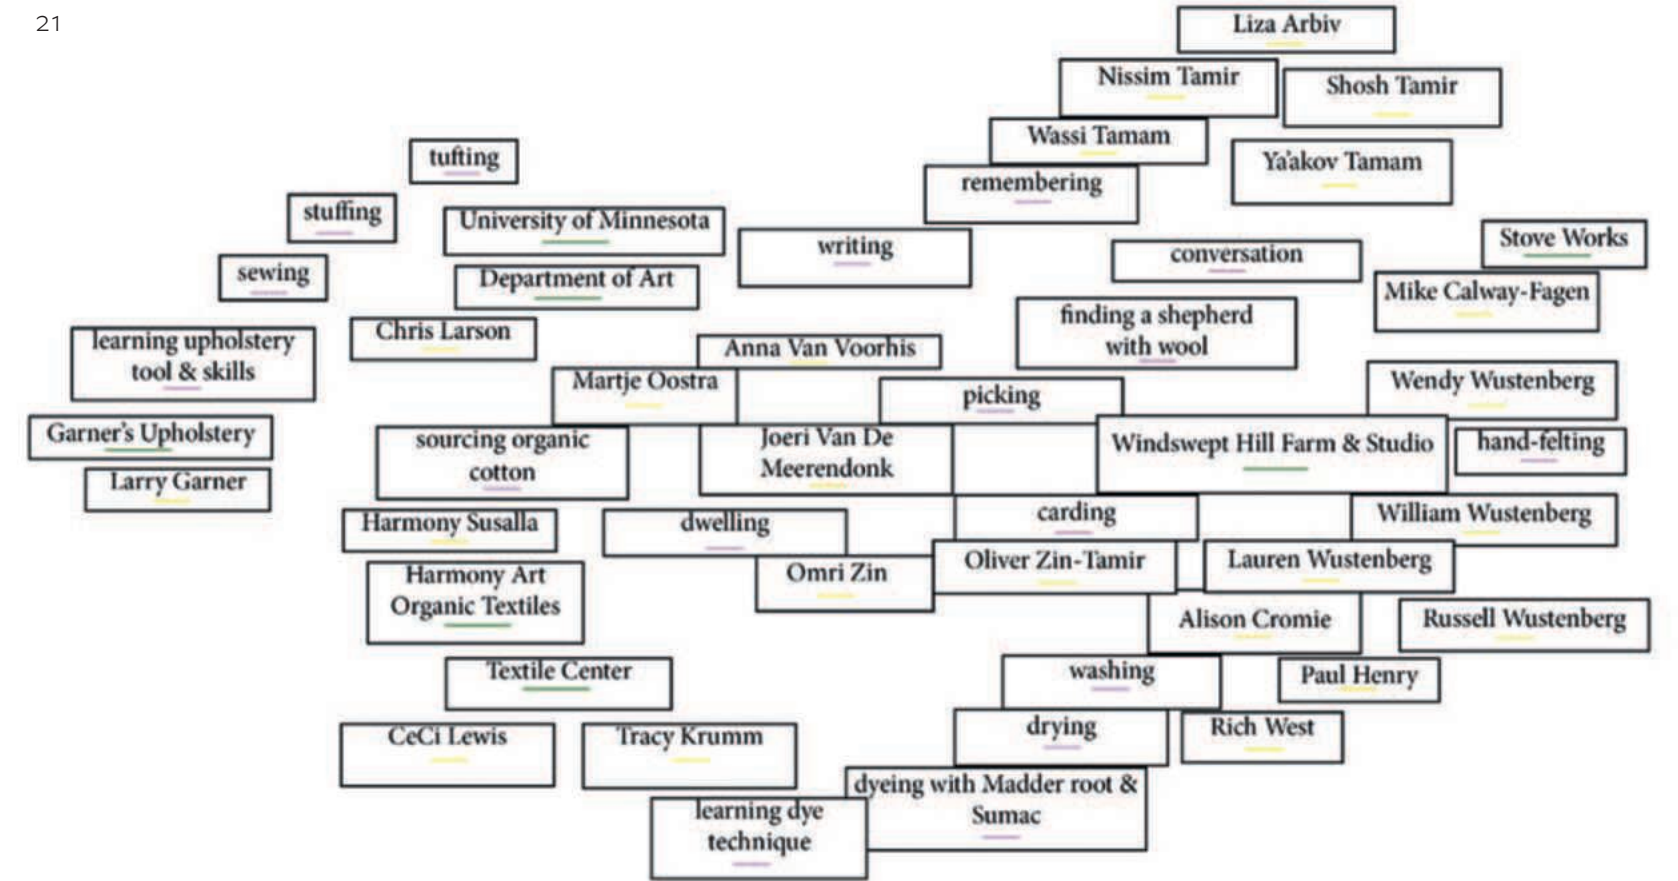 21
Liza Arbiv
Nissim Tamir
Shosh Tamir
Wassi Tamam
Ya'akov Tamam
tufting
remembering
stuffing
University of Minnesota
writing
conversation
Stove Works
sewing
Department of Art
Mike Calway-Fagen
learning upholstery
tool & skills
Chris Larson
Anna Van Voorhis
finding a shepherd
with wool
Martje Oostra
picking
Wendy Wustenberg
Garner's Upholstery
sourcing organic
cotton
Joeri Van De
Meerendonk
Windswept Hill Farm & Studio
hand-felting
Larry Garner
Harmony Susalla
dwelling
carding
William Wustenberg
Harmony Art
Organic Textiles
Omri Zin
Oliver Zin-Tamir
Lauren Wustenberg
Alison Cromie
Russell Wustenberg
Textile Center
washing
Paul Henry
CeCi Lewis
Tracy Krumm
drying
Rich West
dyeing with Madder root &
Sumac
learning dye
technique